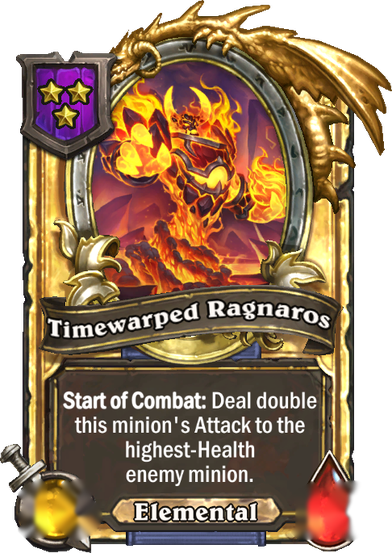 Timewarped Ragnaros
Start of Combat: Deal double
this minion's Attack to the
highest-Health
enemy minion.
Elemental